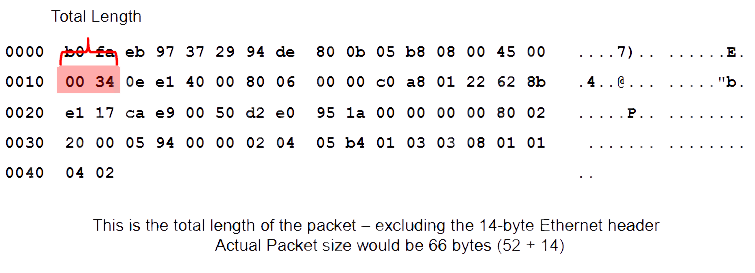 Total Length
0000 b0 fa eb 97 37 29 94 de 80 0b 05 b8 08 00 45 00 ....7).. ......E.
0010 00 34 0e e1 40 00 80 06 00 00 c0 a8 01 22 62 8b .4..@... ....."b.
0020 e1 17 ca e9 00 50 d2 e0 95 1a 00 00 00 00 80 02 .....P.. ........
0030 20 00 05 94 00 00 02 04 05 b4 01 03 03 08 01 01 ....... ........
0040 04 02 ..
This is the total length of the packet – excluding the 14-byte Ethernet header
Actual Packet size would be 66 bytes (52 + 14)